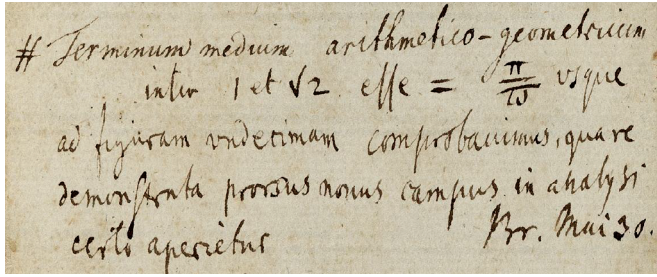 # Terminum medium arithmetico-geometricum
inter 1 et √2 esse = π/ϖ usque
ad figuram undecimam comprobavimus, quare
demonstrata prorsus novus campus in analysi
certo aperietur
Br. Mai 30.